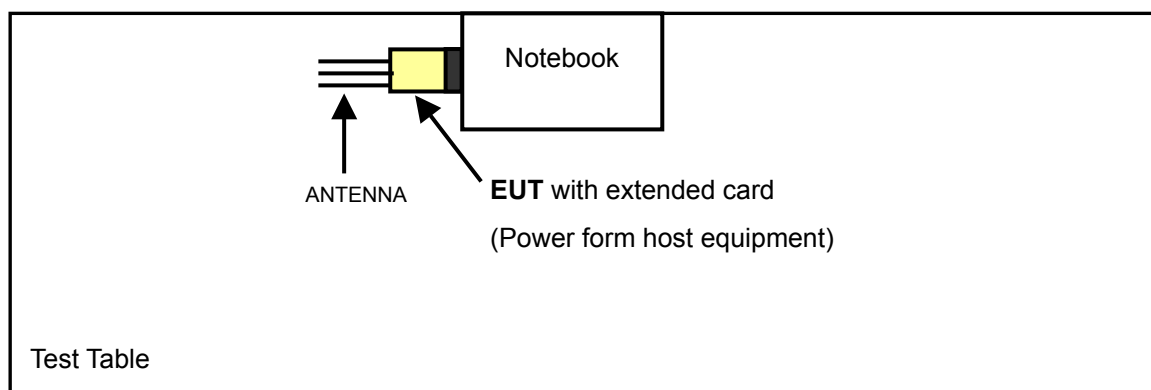 Notebook
ANTENNA
EUT with extended card
(Power form host equipment)
Test Table